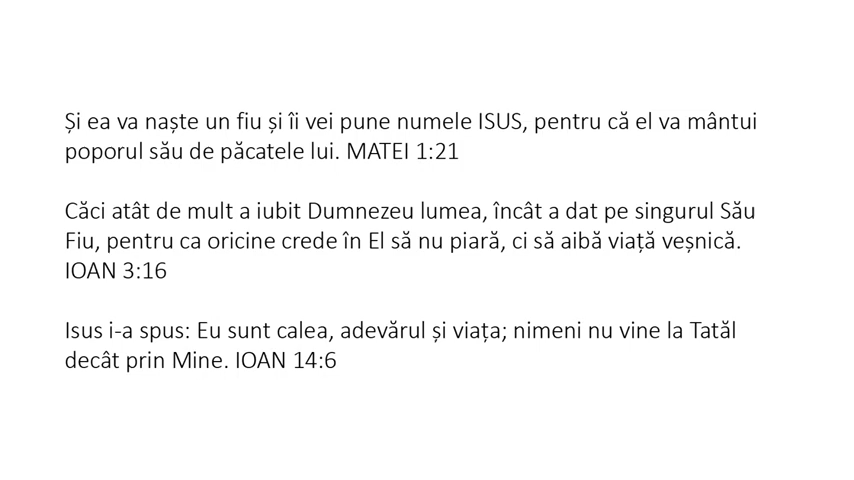 Și ea va naște un fiu și îi vei pune numele ISUS, pentru că el va mântui
poporul său de păcatele lui. MATEI 1:21
Căci atât de mult a iubit Dumnezeu lumea, încât a dat pe singurul Său
Fiu, pentru ca oricine crede în El să nu piară, ci să aibă viață veșnică.
IOAN 3:16
Isus i-a spus: Eu sunt calea, adevărul și viața; nimeni nu vine la Tatăl
decât prin Mine. IOAN 14:6